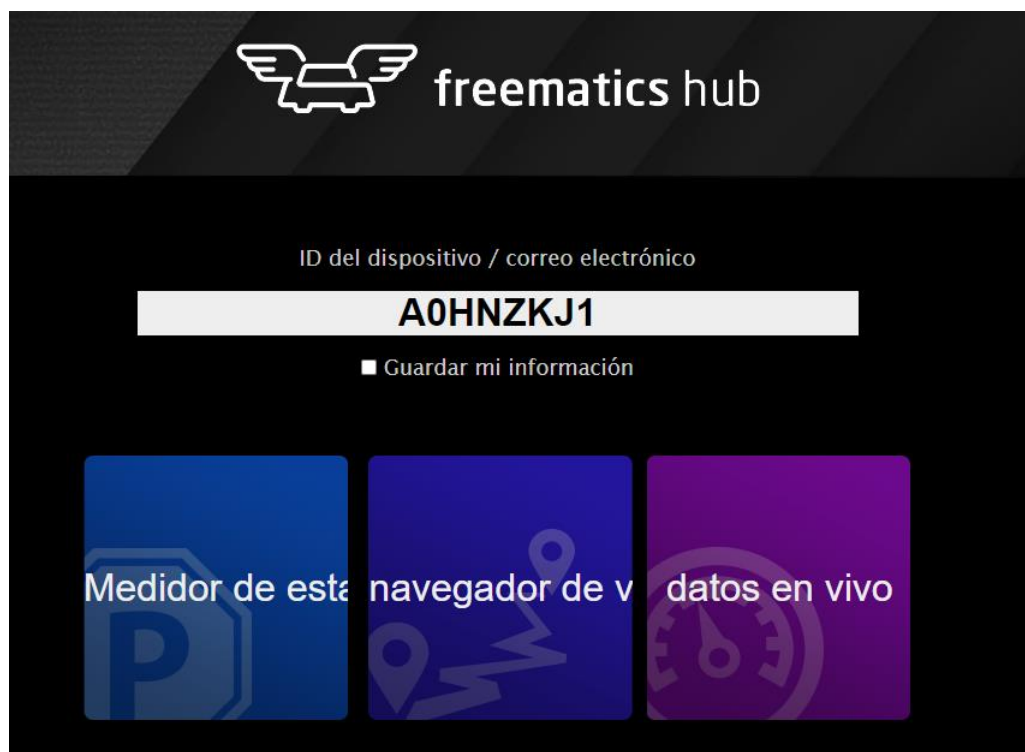 freematics hub
ID del dispositivo / correo electrónico
A0HNZKJ1
Guardar mi información
Medidor de esta
navegador de v
datos en vivo
P